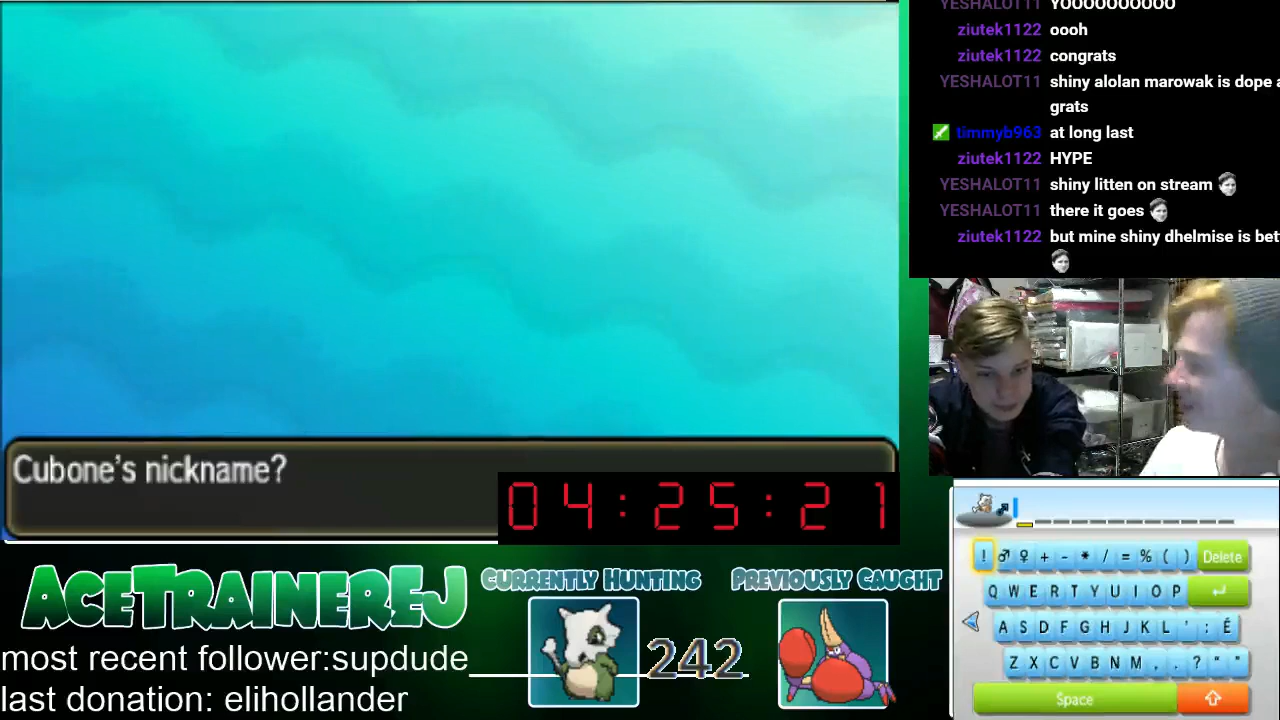 YESHALOT11 YOOOOOOOOOO
ziutek1122 oooh
ziutek1122 congrats
YESHALOT11 shiny alolan marowak is dope
grats
timmyb963 at long last
ziutek1122 HYPE
YESHALOT11 shiny litten on stream
YESHALOT11 there it goes
ziutek1122 but mine shiny dhelmise is bet
Cubone's nickname?
04:25:21
! ♂ ♀ + - * / = % ( ) Delete
Q W E R T Y U I O P
A S D F G H J K L ' : É
Z X C V B N M , . ? “ ”
Space
ACETRAINEREJ
CURRENTLY HUNTING
PREVIOUSLY CAUGHT
242
most recent follower:supdude
last donation: elihollander